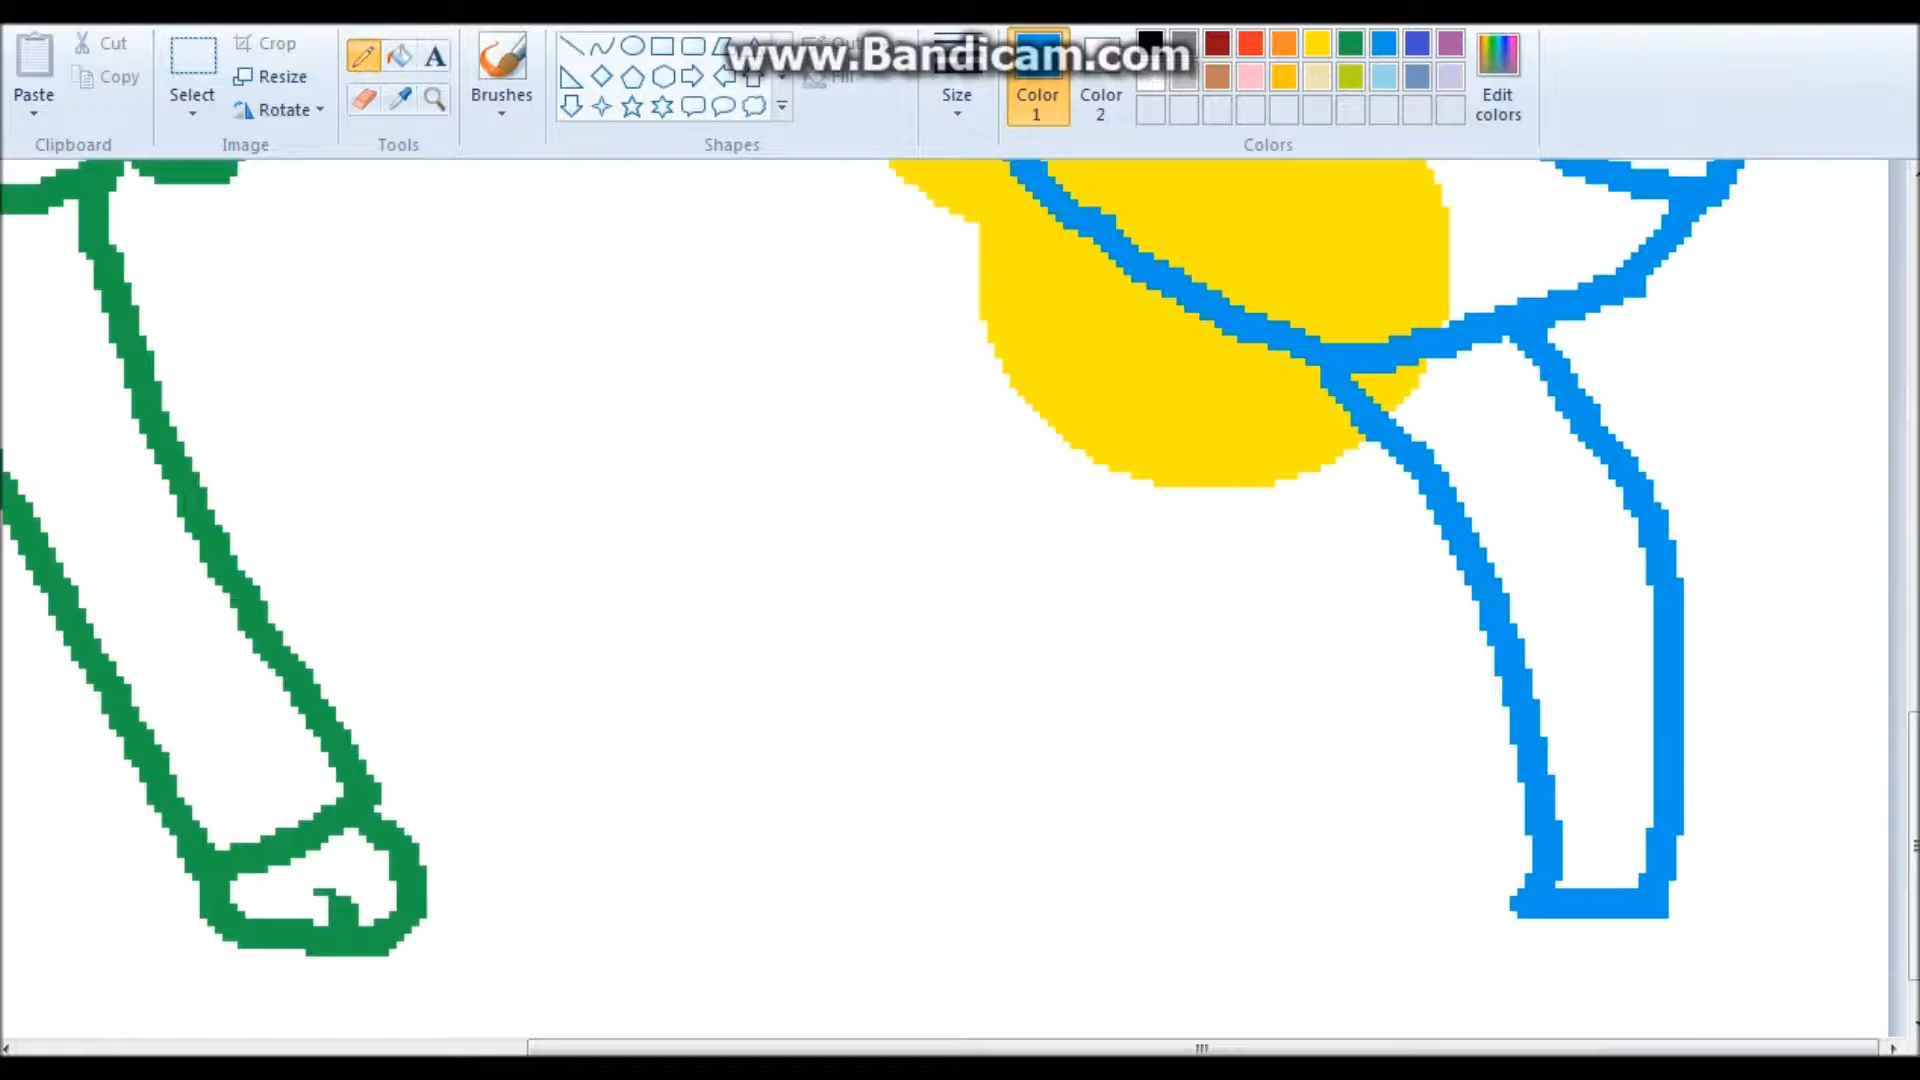 www.Bandicam.com
Cut
Copy
Paste
Clipboard
Crop
Resize
Rotate
Select
Image
A
Tools
Brushes
Shapes
Fill
Size
Color 1
Color 2
Edit colors
Colors